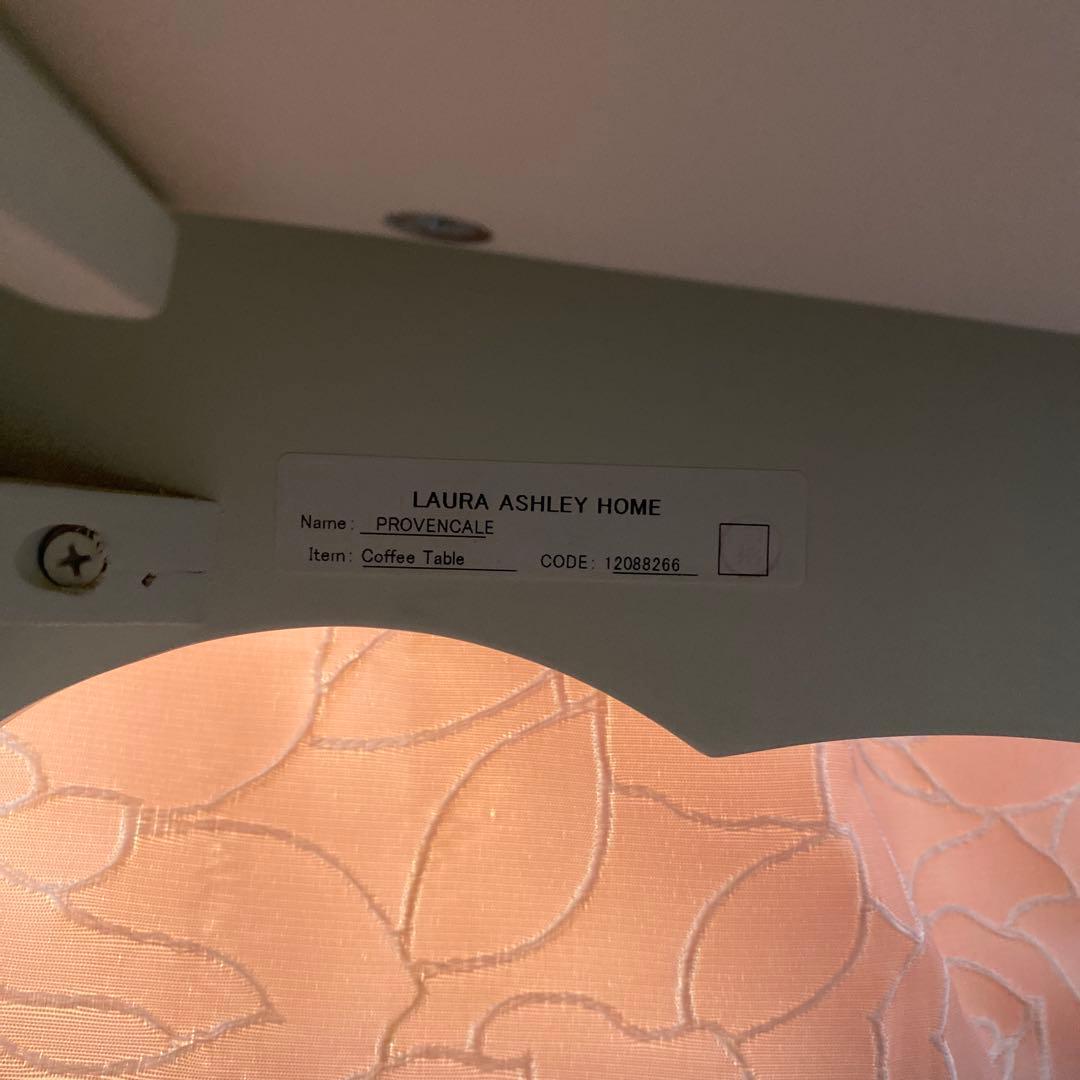 LAURA ASHLEY HOME
Name: PROVENCALE
Item: Coffee Table CODE: 12088266